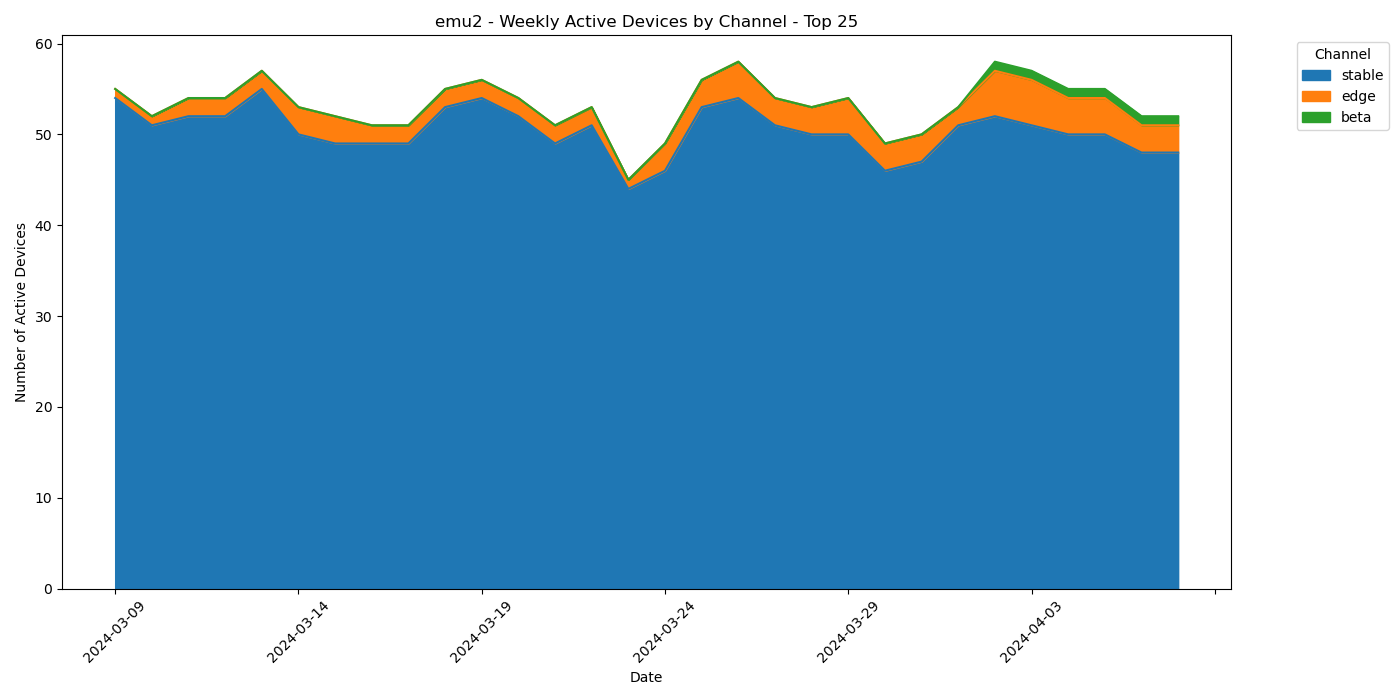 emu2 - Weekly Active Devices by Channel - Top 25
Number of Active Devices
60
50
40
30
20
10
0
2024-03-09
2024-03-14
2024-03-19
2024-03-24
2024-03-29
2024-04-03
Date
Channel
stable
edge
beta